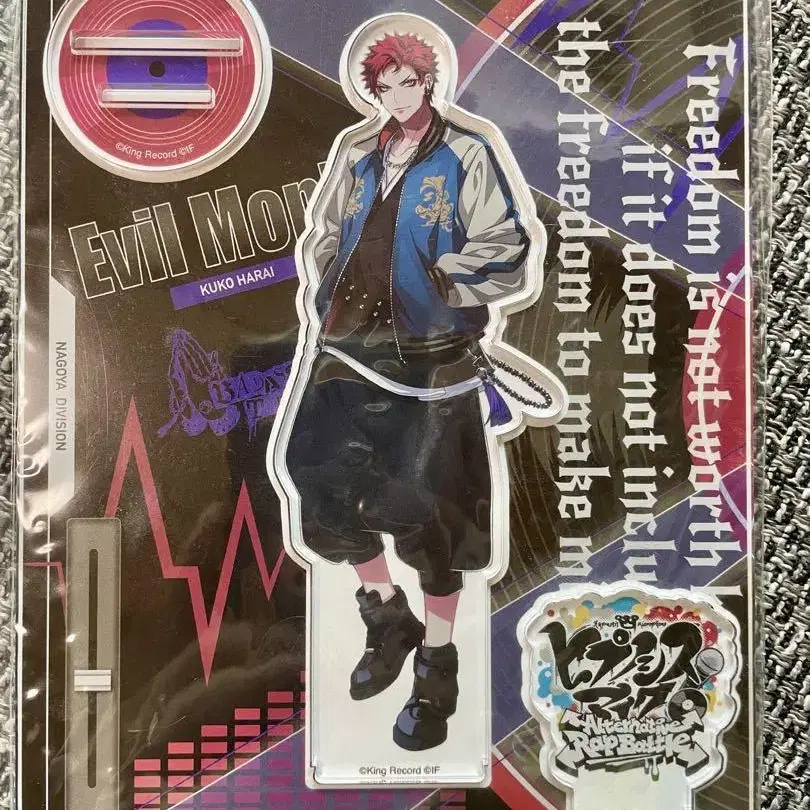 ©King Record ©IF
Evil
KUKO HARAI
NAGOYA DIVISION
Freedom is not worth
if it does not inclu
the freedom to make m
ヒプノシス
マイク
Alternative
Rap Battle
©King Record ©IF